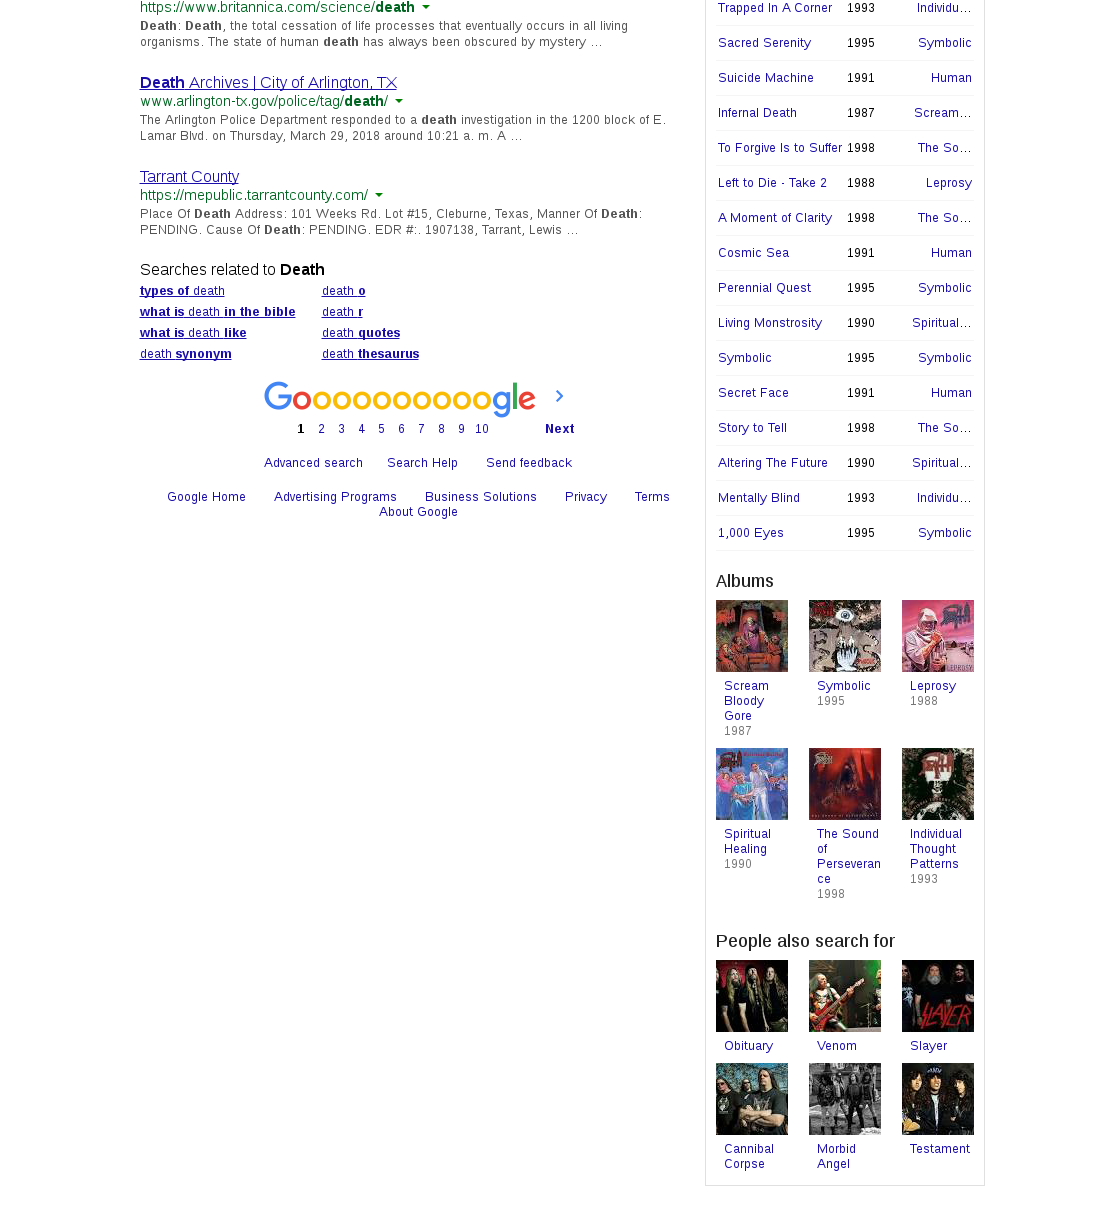 https://www.britannica.com/science/death
Death: Death, the total cessation of life processes that eventually occurs in all living
organisms. The state of human death has always been obscured by mystery ...
Death Archives | City of Arlington, TX
www.arlington-tx.gov/police/tag/death/
The Arlington Police Department responded to a death investigation in the 1200 block of E.
Lamar Blvd. on Thursday, March 29, 2018 around 10:21 a. m. A ...
Tarrant County
https://mepublic.tarrantcounty.com/
Place Of Death Address: 101 Weeks Rd. Lot #15, Cleburne, Texas, Manner Of Death:
PENDING. Cause Of Death: PENDING. EDR #:. 1907138, Tarrant, Lewis ...
Searches related to Death
types of death death o
what is death in the bible death r
what is death like death quotes
death synonym death thesaurus
Goooooooooogle
1 2 3 4 5 6 7 8 9 10 Next
Advanced search Search Help Send feedback
Google Home Advertising Programs Business Solutions Privacy Terms
About Google
Trapped In A Corner 1993 Individu...
Sacred Serenity 1995 Symbolic
Suicide Machine 1991 Human
Infernal Death 1987 Scream...
To Forgive Is to Suffer 1998 The So...
Left to Die - Take 2 1988 Leprosy
A Moment of Clarity 1998 The So...
Cosmic Sea 1991 Human
Perennial Quest 1995 Symbolic
Living Monstrosity 1990 Spiritual...
Symbolic 1995 Symbolic
Secret Face 1991 Human
Story to Tell 1998 The So...
Altering The Future 1990 Spiritual...
Mentally Blind 1993 Individu...
1,000 Eyes 1995 Symbolic
Albums
LEPROSY
Scream
Bloody
Gore
1987
Symbolic
1995
Leprosy
1988
Spiritual
Healing
1990
The Sound
of
Perseveran
ce
1998
Individual
Thought
Patterns
1993
People also search for
SLAYER
Obituary Venom Slayer
Cannibal
Corpse
Morbid
Angel
Testament